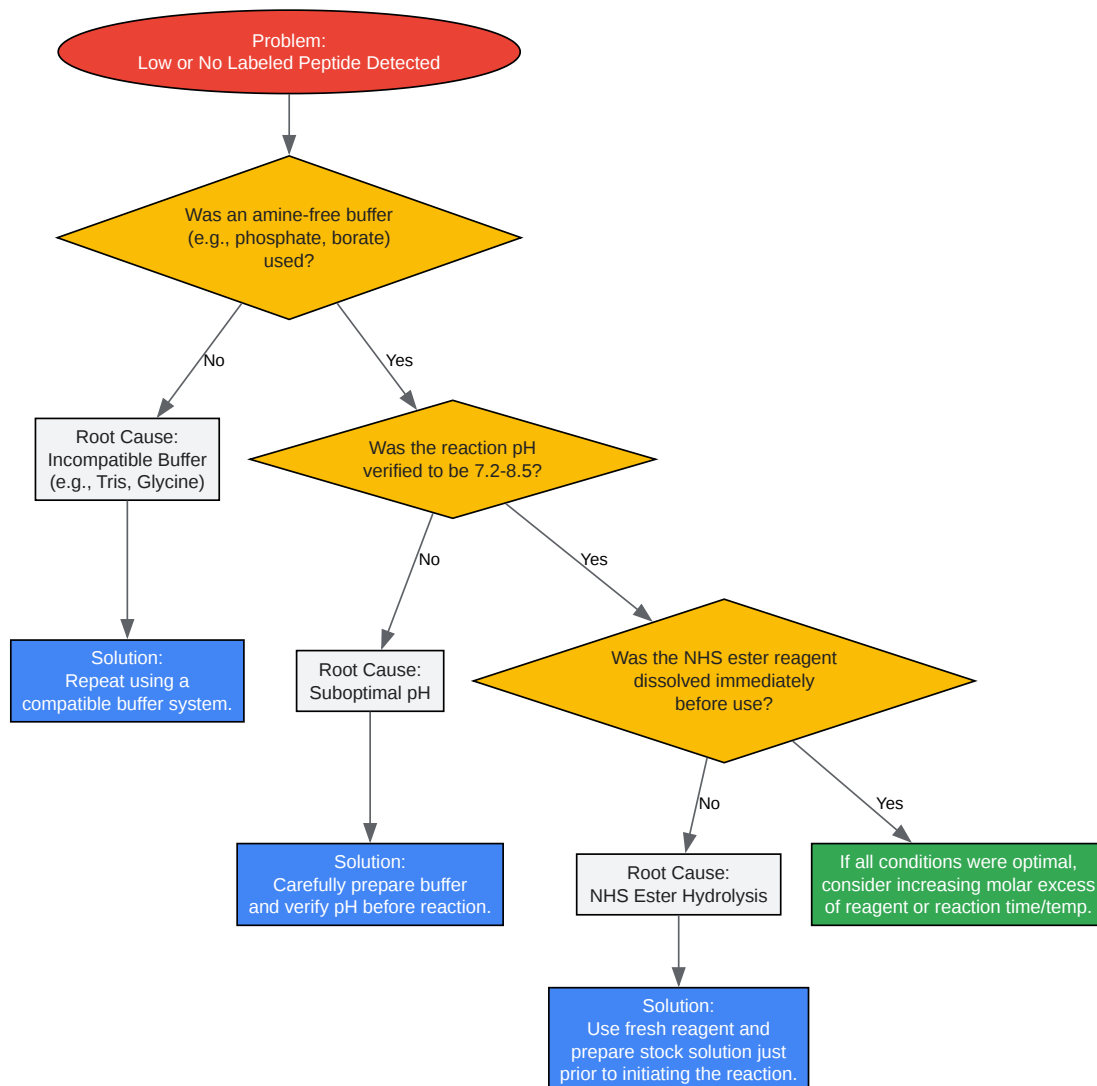 Problem:
Low or No Labeled Peptide Detected
Was an amine-free buffer
(e.g., phosphate, borate)
used?
No
Yes
Root Cause:
Incompatible Buffer
(e.g., Tris, Glycine)
Was the reaction pH
verified to be 7.2-8.5?
No
Yes
Solution:
Repeat using a
compatible buffer system.
Root Cause:
Suboptimal pH
Was the NHS ester reagent
dissolved immediately
before use?
No
Yes
Solution:
Carefully prepare buffer
and verify pH before reaction.
Root Cause:
NHS Ester Hydrolysis
If all conditions were optimal,
consider increasing molar excess
of reagent or reaction time/temp.
Solution:
Use fresh reagent and
prepare stock solution just
prior to initiating the reaction.